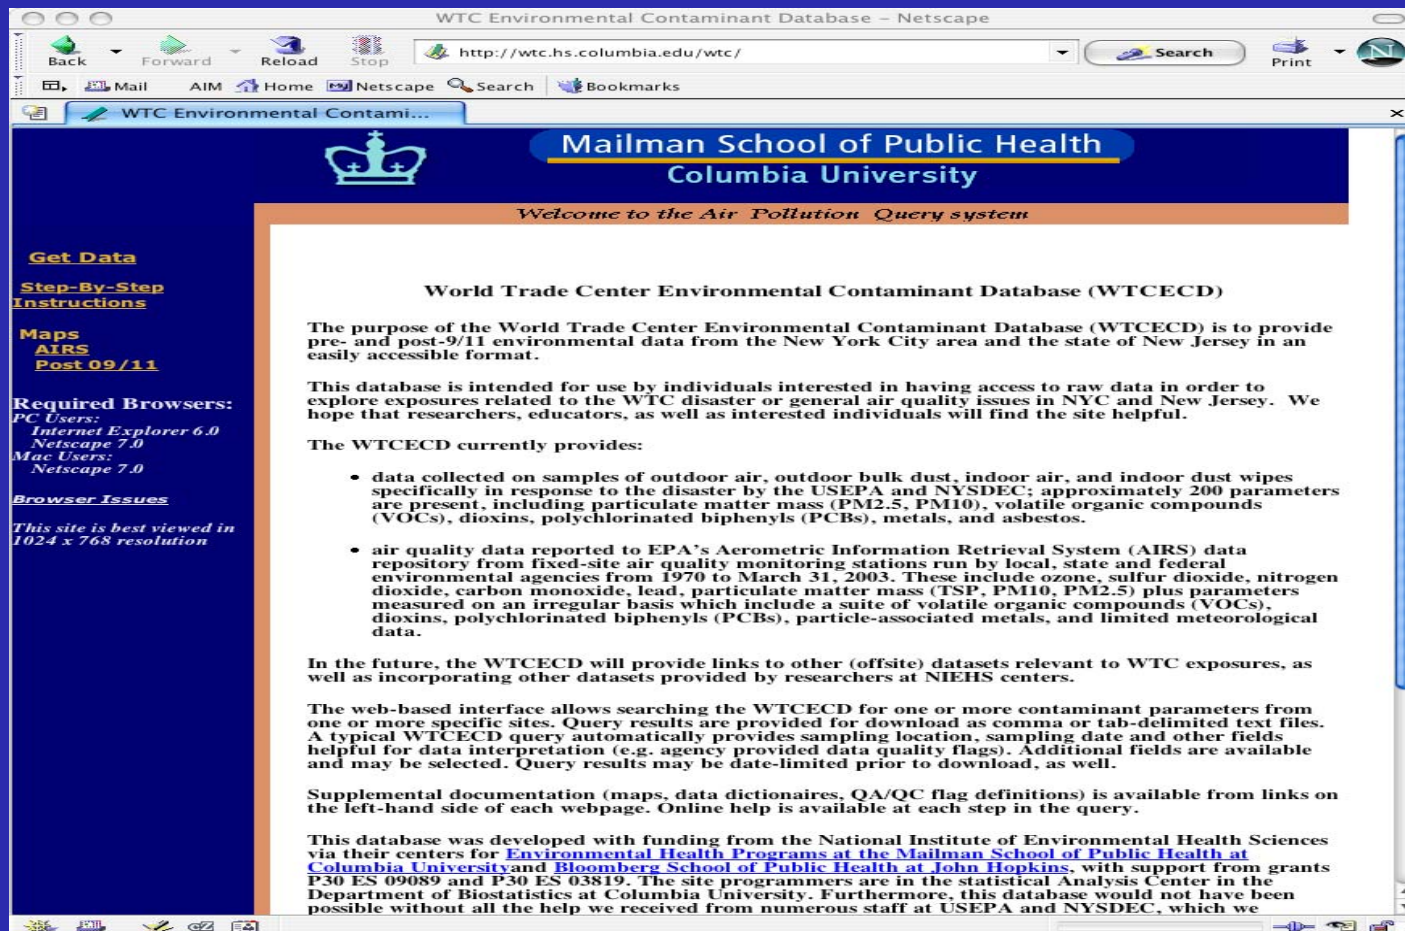 WTC Environmental Contaminant Database – Netscape
Back
Forward
Reload
Stop
http://wtc.hs.columbia.edu/wtc/
Search
Print
N
Mail AIM Home Netscape Search Bookmarks
WTC Environmental Contami...
Mailman School of Public Health
Columbia University
Welcome to the Air Pollution Query system
Get Data
Step-By-Step
Instructions
Maps
AIRS
Post 09/11
Required Browsers:
PC Users:
Internet Explorer 6.0
Netscape 7.0
Mac Users:
Netscape 7.0
Browser Issues
This site is best viewed in
1024 x 768 resolution
World Trade Center Environmental Contaminant Database (WTCECD)
The purpose of the World Trade Center Environmental Contaminant Database (WTCECD) is to provide
pre- and post-9/11 environmental data from the New York City area and the state of New Jersey in an
easily accessible format.
This database is intended for use by individuals interested in having access to raw data in order to
explore exposures related to the WTC disaster or general air quality issues in NYC and New Jersey. We
hope that researchers, educators, as well as interested individuals will find the site helpful.
The WTCECD currently provides:
• data collected on samples of outdoor air, outdoor bulk dust, indoor air, and indoor dust wipes
specifically in response to the disaster by the USEPA and NYSDEC; approximately 200 parameters
are present, including particulate matter mass (PM2.5, PM10), volatile organic compounds
(VOCs), dioxins, polychlorinated biphenyls (PCBs), metals, and asbestos.
• air quality data reported to EPA's Aerometric Information Retrieval System (AIRS) data
repository from fixed-site air quality monitoring stations run by local, state and federal
environmental agencies from 1970 to March 31, 2003. These include ozone, sulfur dioxide, nitrogen
dioxide, carbon monoxide, lead, particulate matter mass (TSP, PM10, PM2.5) plus parameters
measured on an irregular basis which include a suite of volatile organic compounds (VOCs),
dioxins, polychlorinated biphenyls (PCBs), particle-associated metals, and limited meteorological
data.
In the future, the WTCECD will provide links to other (offsite) datasets relevant to WTC exposures, as
well as incorporating other datasets provided by researchers at NIEHS centers.
The web-based interface allows searching the WTCECD for one or more contaminant parameters from
one or more specific sites. Query results are provided for download as comma or tab-delimited text files.
A typical WTCECD query automatically provides sampling location, sampling date and other fields
helpful for data interpretation (e.g. agency provided data quality flags). Additional fields are available
and may be selected. Query results may be date-limited prior to download, as well.
Supplemental documentation (maps, data dictionaires, QA/QC flag definitions) is available from links on
the left-hand side of each webpage. Online help is available at each step in the query.
This database was developed with funding from the National Institute of Environmental Health Sciences
via their centers for Environmental Health Programs at the Mailman School of Public Health at
Columbia Universityand Bloomberg School of Public Health at John Hopkins, with support from grants
P30 ES 09089 and P30 ES 03819. The site programmers are in the statistical Analysis Center in the
Department of Biostatistics at Columbia University. Furthermore, this database would not have been
possible without all the help we received from numerous staff at USEPA and NYSDEC, which we